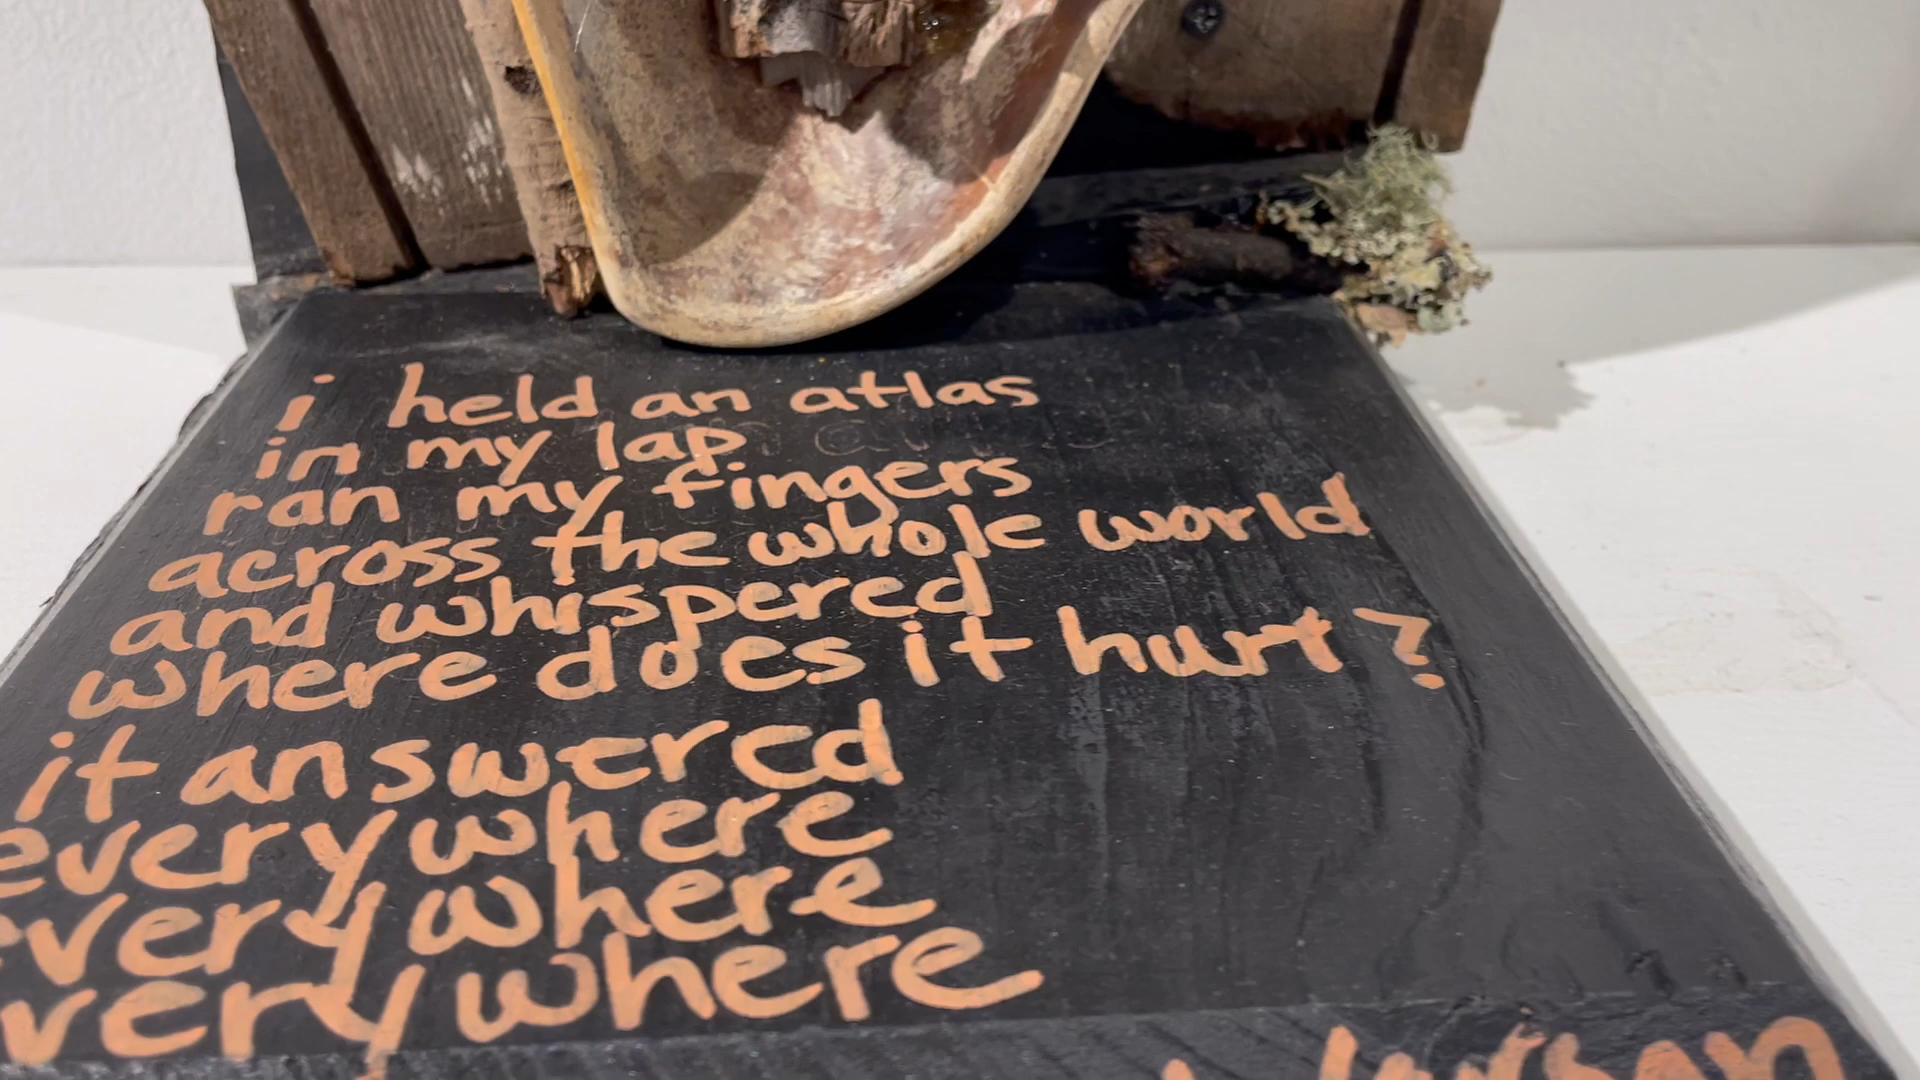 i held an atlas
in my lap
ran my fingers
across the whole world
and whispered
where does it hurt?
it answered
everywhere
everywhere
everywhere